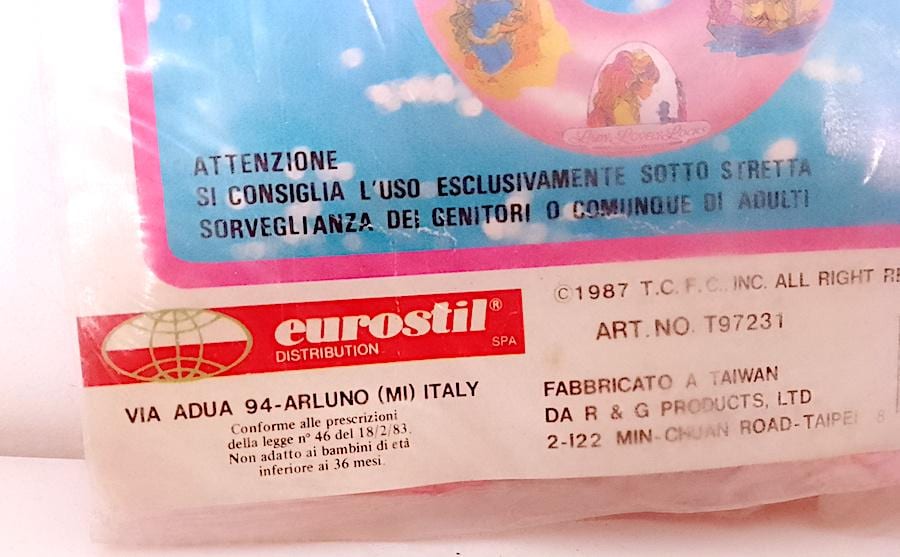 Lady LovelyLocks
ATTENZIONE
SI CONSIGLIA L'USO ESCLUSIVAMENTE SOTTO STRETTA
SORVEGLIANZA DEI GENITORI O COMUNQUE DI ADULTI
eurostil®
DISTRIBUTION SPA
VIA ADUA 94-ARLUNO (MI) ITALY
Conforme alle prescrizioni
della legge n° 46 del 18/2/83.
Non adatto ai bambini di età
inferiore ai 36 mesi.
©1987 T.C.F.C., INC. ALL RIGHT
ART. NO. T97231
FABBRICATO A TAIWAN
DA R & G PRODUCTS, LTD
2-122 MIN-CHUAN ROAD-TAIPEI 8